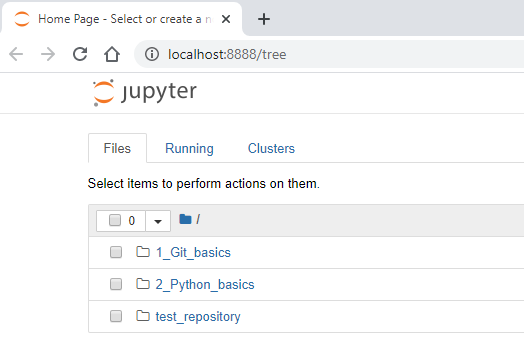 Home Page - Select or create a n
localhost:8888/tree
jupyter
Files Running Clusters
Select items to perform actions on them.
0 /
1_Git_basics
2_Python_basics
test_repository